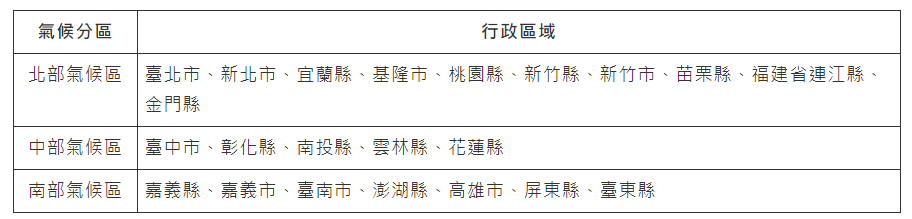 氣候分區 行政區域
北部氣候區 臺北市、新北市、宜蘭縣、基隆市、桃園縣、新竹縣、新竹市、苗栗縣、福建省連江縣、
金門縣
中部氣候區 臺中市、彰化縣、南投縣、雲林縣、花蓮縣
南部氣候區 嘉義縣、嘉義市、臺南市、澎湖縣、高雄市、屏東縣、臺東縣